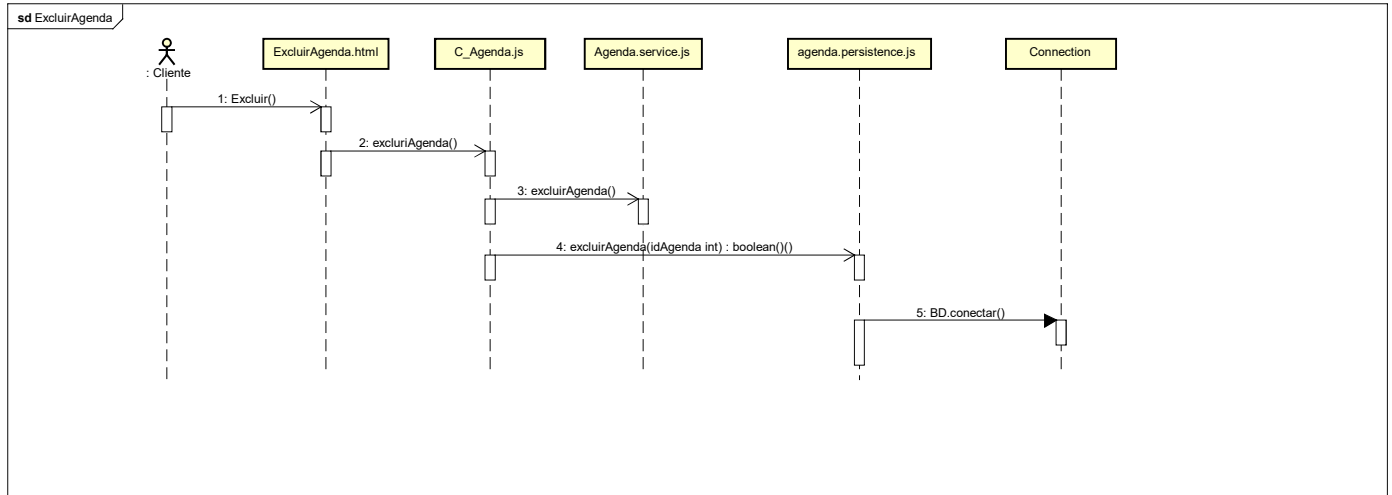 sd ExcluirAgenda
: Cliente
ExcluirAgenda.html
C_Agenda.js
Agenda.service.js
agenda.persistence.js
Connection
1: Excluir()
2: excluriAgenda()
3: excluirAgenda()
4: excluirAgenda(idAgenda int) : boolean()()
5: BD.conectar()